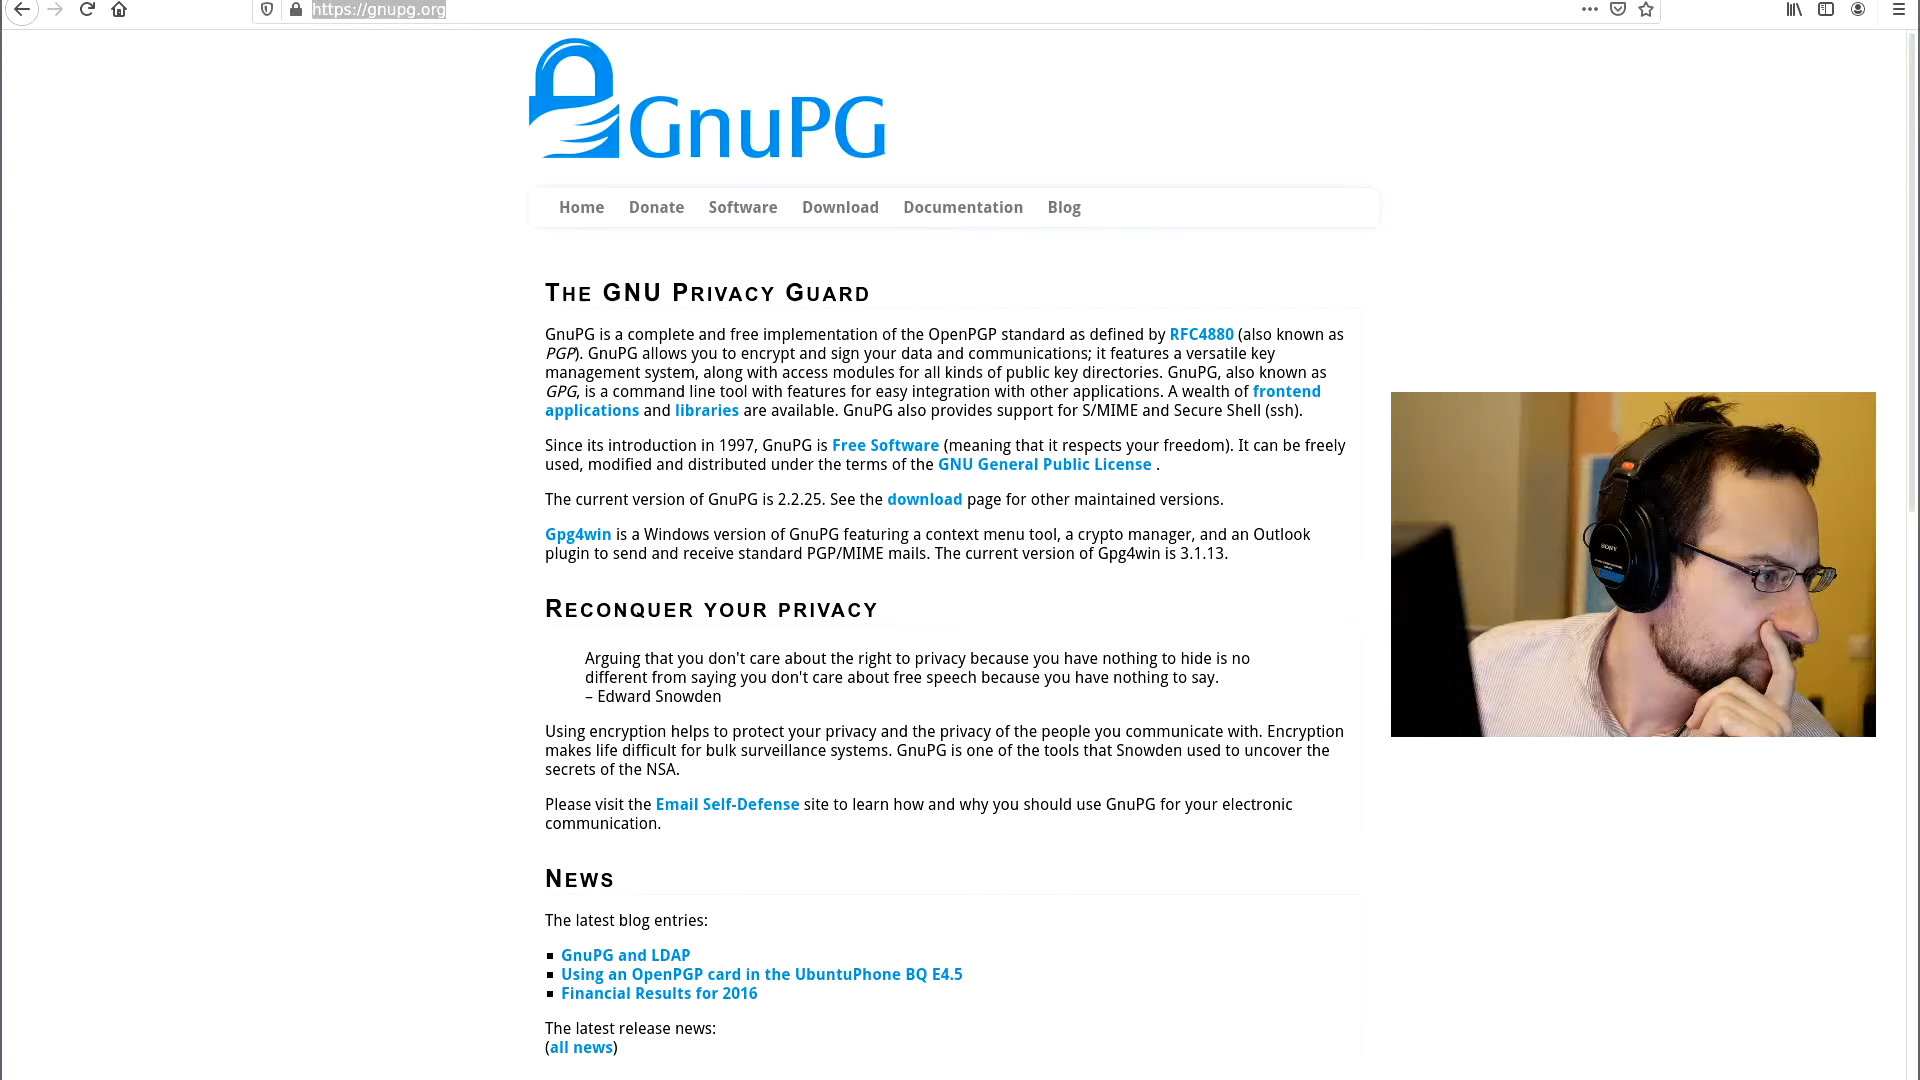 https://gnupg.org
GnuPG
Home Donate Software Download Documentation Blog
The GNU Privacy Guard
GnuPG is a complete and free implementation of the OpenPGP standard as defined by RFC4880 (also known as
PGP). GnuPG allows you to encrypt and sign your data and communications; it features a versatile key
management system, along with access modules for all kinds of public key directories. GnuPG, also known as
GPG, is a command line tool with features for easy integration with other applications. A wealth of frontend
applications and libraries are available. GnuPG also provides support for S/MIME and Secure Shell (ssh).
Since its introduction in 1997, GnuPG is Free Software (meaning that it respects your freedom). It can be freely
used, modified and distributed under the terms of the GNU General Public License .
The current version of GnuPG is 2.2.25. See the download page for other maintained versions.
Gpg4win is a Windows version of GnuPG featuring a context menu tool, a crypto manager, and an Outlook
plugin to send and receive standard PGP/MIME mails. The current version of Gpg4win is 3.1.13.
Reconquer your privacy
Arguing that you don't care about the right to privacy because you have nothing to hide is no
different from saying you don't care about free speech because you have nothing to say.
– Edward Snowden
Using encryption helps to protect your privacy and the privacy of the people you communicate with. Encryption
makes life difficult for bulk surveillance systems. GnuPG is one of the tools that Snowden used to uncover the
secrets of the NSA.
Please visit the Email Self-Defense site to learn how and why you should use GnuPG for your electronic
communication.
News
The latest blog entries:
GnuPG and LDAP
Using an OpenPGP card in the UbuntuPhone BQ E4.5
Financial Results for 2016
The latest release news:
(all news)
SONY